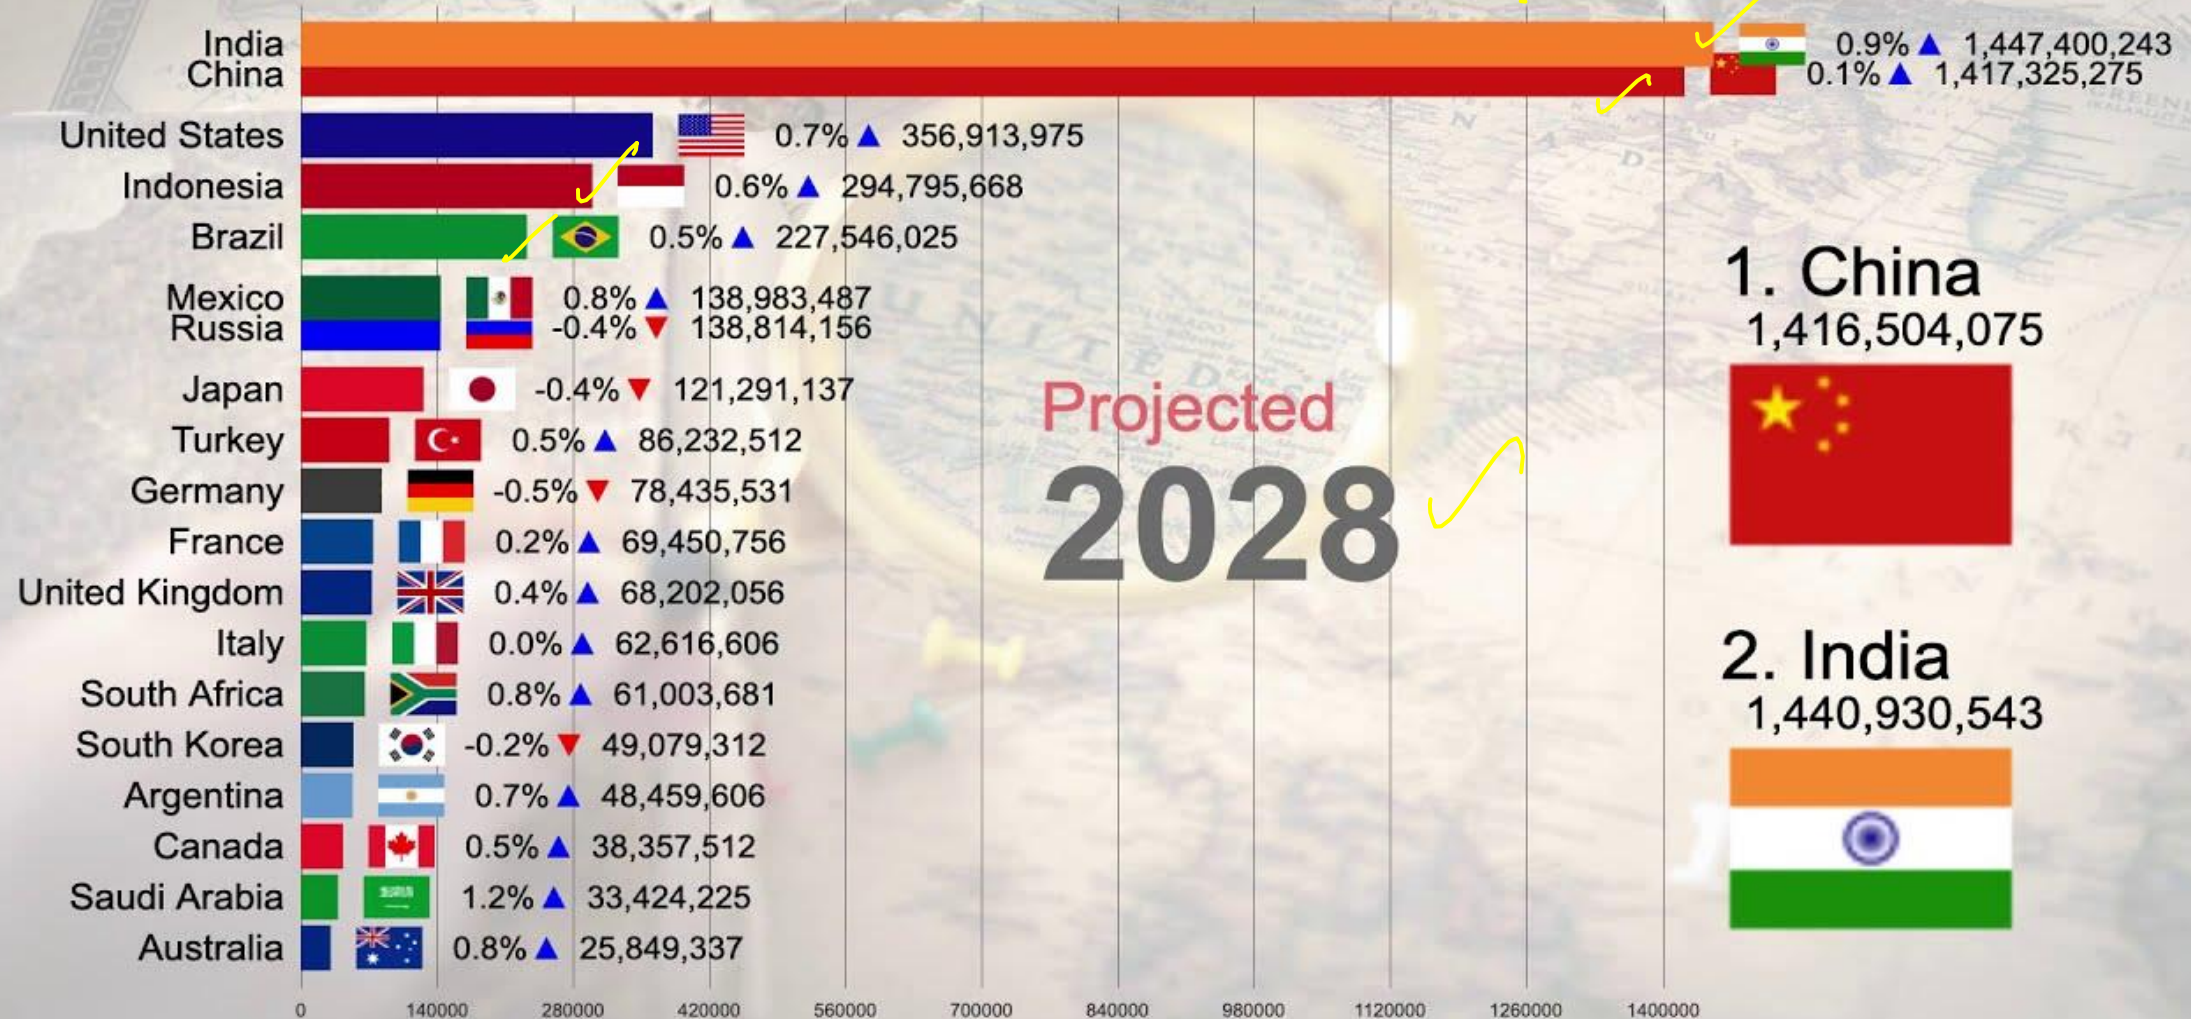 India 0.9% ▲ 1,447,400,243
China 0.1% ▲ 1,417,325,275
United States 0.7% ▲ 356,913,975
Indonesia 0.6% ▲ 294,795,668
Brazil 0.5% ▲ 227,546,025
Mexico 0.8% ▲ 138,983,487
Russia -0.4% ▼ 138,814,156
Japan -0.4% ▼ 121,291,137
Turkey 0.5% ▲ 86,232,512
Germany -0.5% ▼ 78,435,531
France 0.2% ▲ 69,450,756
United Kingdom 0.4% ▲ 68,202,056
Italy 0.0% ▲ 62,616,606
South Africa 0.8% ▲ 61,003,681
South Korea -0.2% ▼ 49,079,312
Argentina 0.7% ▲ 48,459,606
Canada 0.5% ▲ 38,357,512
Saudi Arabia 1.2% ▲ 33,424,225
Australia 0.8% ▲ 25,849,337
0 140000 280000 420000 560000 700000 840000 980000 1120000 1260000 1400000
Projected
2028
1. China
1,416,504,075
2. India
1,440,930,543